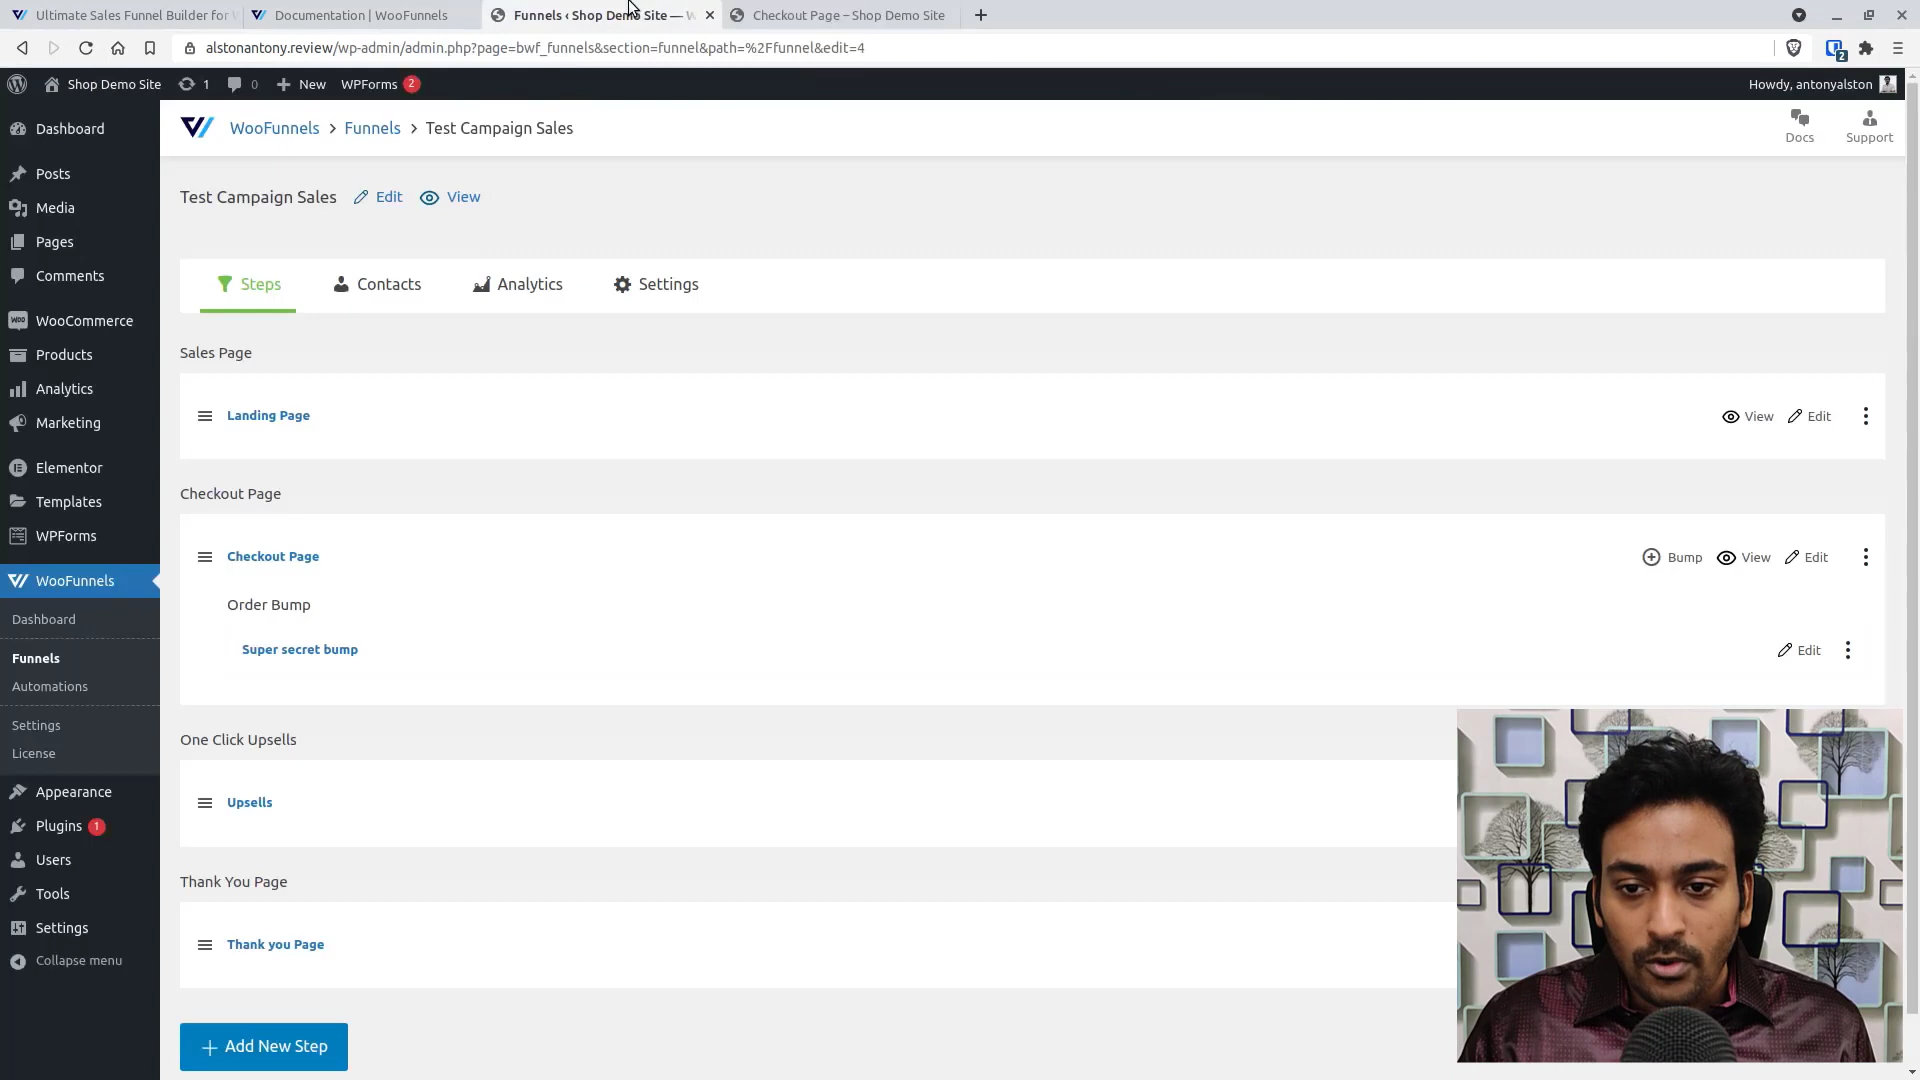 Ultimate Sales Funnel Builder for
Documentation | WooFunnels
Funnels ‹ Shop Demo Site —
Checkout Page – Shop Demo Site
alstonantony.review/wp-admin/admin.php?page=bwf_funnels&section=funnel&path=%2Ffunnel&edit=4
2
Shop Demo Site
1
0
New
WPForms 2
Howdy, antonyalston
Dashboard
Posts
Media
Pages
Comments
WooCommerce
Products
Analytics
Marketing
Elementor
Templates
WPForms
WooFunnels
Dashboard
Funnels
Automations
Settings
License
Appearance
Plugins 1
Users
Tools
Settings
Collapse menu
WooFunnels > Funnels > Test Campaign Sales
Docs
Support
Test Campaign Sales Edit View
Steps Contacts Analytics Settings
Sales Page
Landing Page
View Edit
Checkout Page
Checkout Page
Bump View Edit
Order Bump
Super secret bump
Edit
One Click Upsells
Upsells
Thank You Page
Thank you Page
+ Add New Step